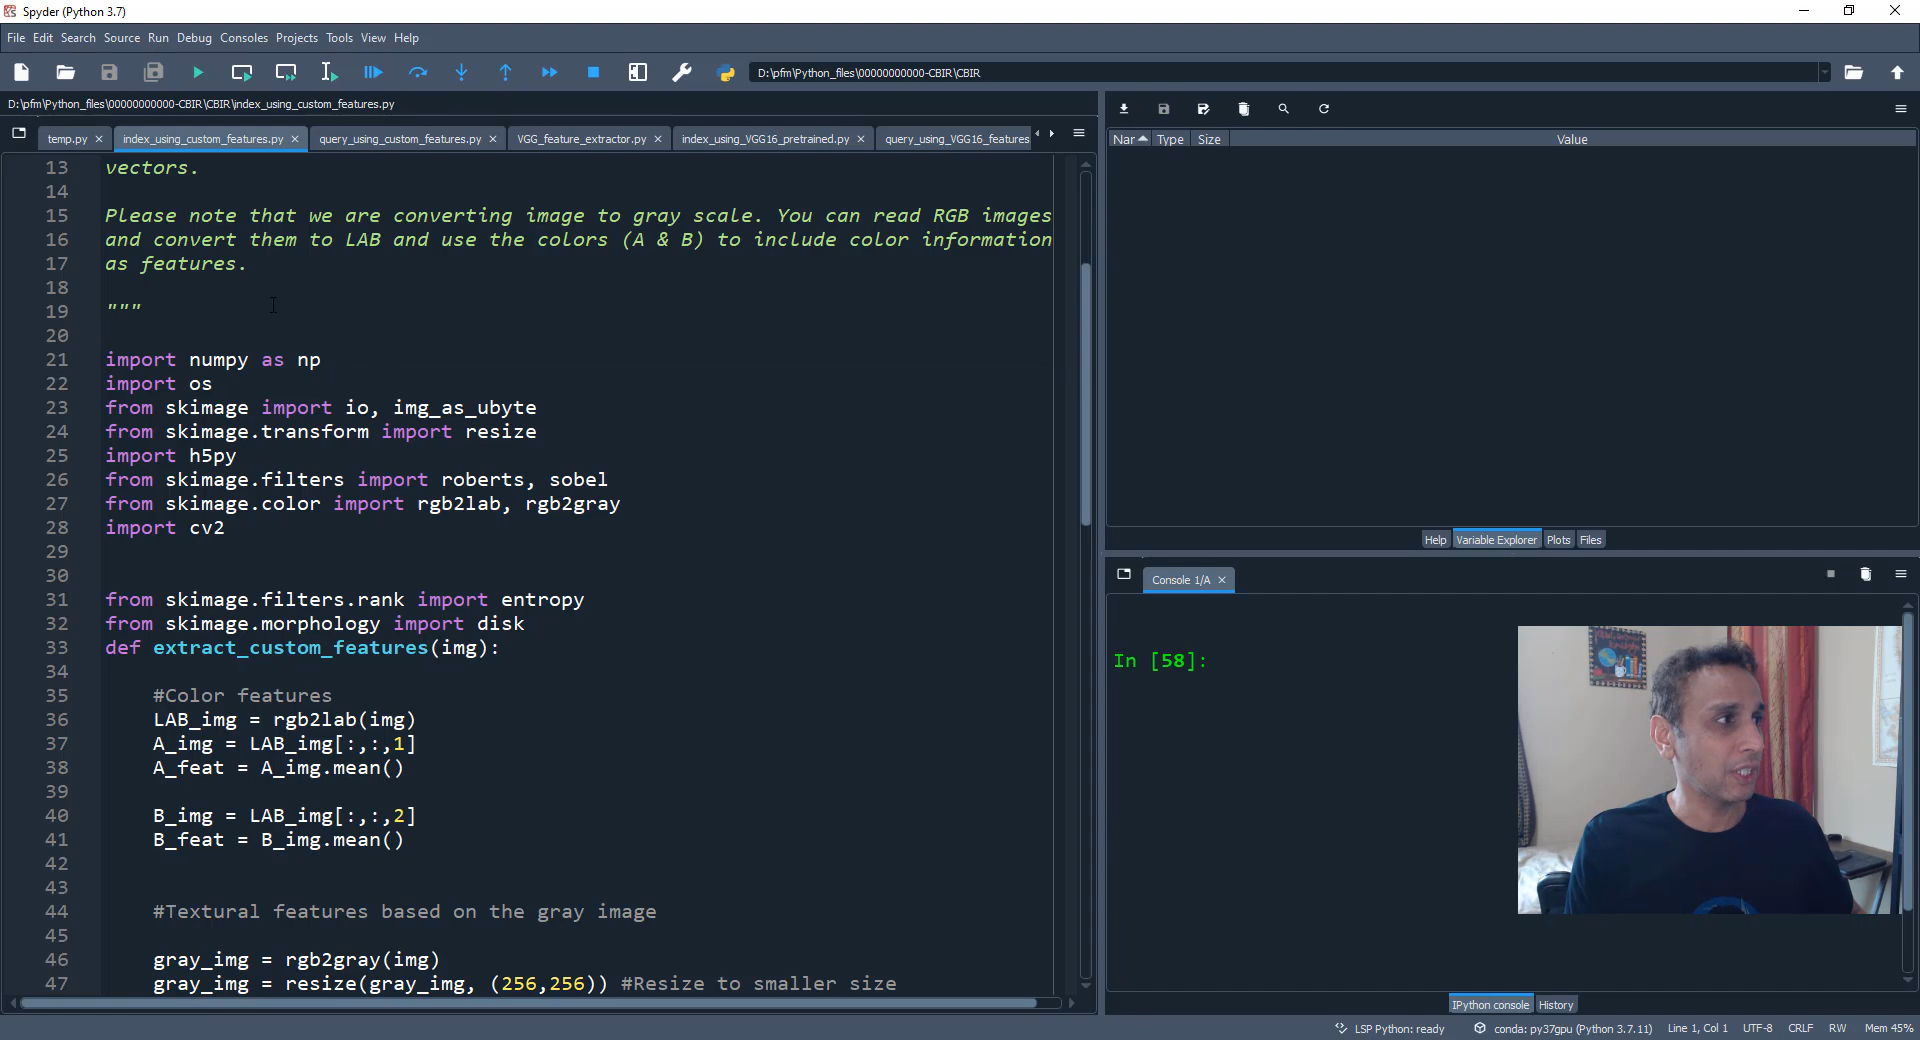 Spyder (Python 3.7)
File Edit Search Source Run Debug Consoles Projects Tools View Help
D:\pfm\Python_files\00000000000-CBIR\CBIR
D:\pfm\Python_files\00000000000-CBIR\CBIR\index_using_custom_features.py
temp.py index_using_custom_features.py query_using_custom_features.py VGG_feature_extractor.py index_using_VGG16_pretrained.py query_using_VGG16_features
13 vectors.
14
15 Please note that we are converting image to gray scale. You can read RGB images
16 and convert them to LAB and use the colors (A & B) to include color information
17 as features.
18
19 """
20
21 import numpy as np
22 import os
23 from skimage import io, img_as_ubyte
24 from skimage.transform import resize
25 import h5py
26 from skimage.filters import roberts, sobel
27 from skimage.color import rgb2lab, rgb2gray
28 import cv2
29
30
31 from skimage.filters.rank import entropy
32 from skimage.morphology import disk
33 def extract_custom_features(img):
34
35 #Color features
36 LAB_img = rgb2lab(img)
37 A_img = LAB_img[:,:,1]
38 A_feat = A_img.mean()
39
40 B_img = LAB_img[:,:,2]
41 B_feat = B_img.mean()
42
43
44 #Textural features based on the gray image
45
46 gray_img = rgb2gray(img)
47 gray_img = resize(gray_img, (256,256)) #Resize to smaller size
Nar Type Size Value
Help Variable Explorer Plots Files
Console 1/A
In [58]:
IPython console History
LSP Python: ready conda: py37gpu (Python 3.7.11) Line 1, Col 1 UTF-8 CRLF RW Mem 45%